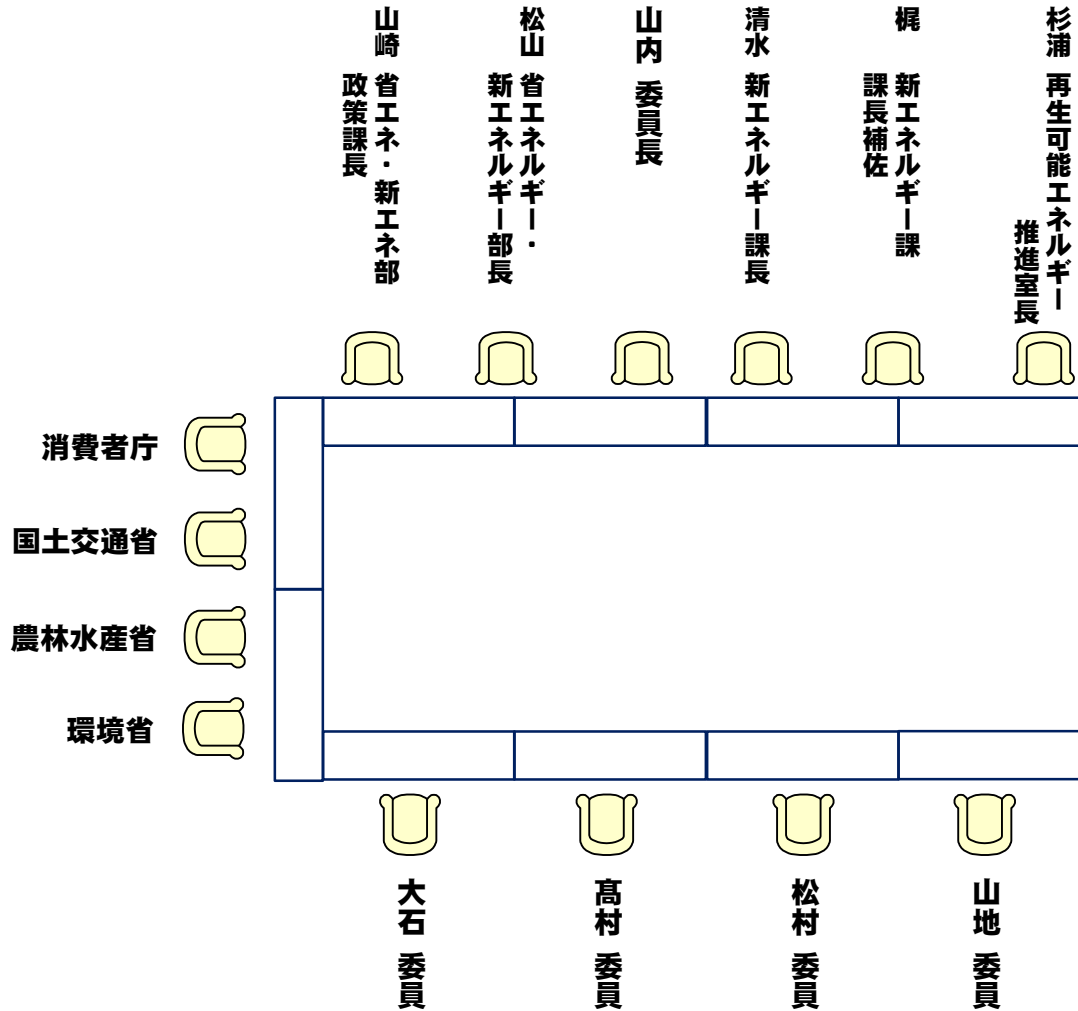 山崎 省エネ・新エネ部
政策課長
松山 省エネルギー・
新エネルギー部長
山内 委員長
清水 新エネルギー課長
梶 新エネルギー課
課長補佐
杉浦 再生可能エネルギー
推進室長
消費者庁
国土交通省
農林水産省
環境省
大石 委員
髙村 委員
松村 委員
山地 委員